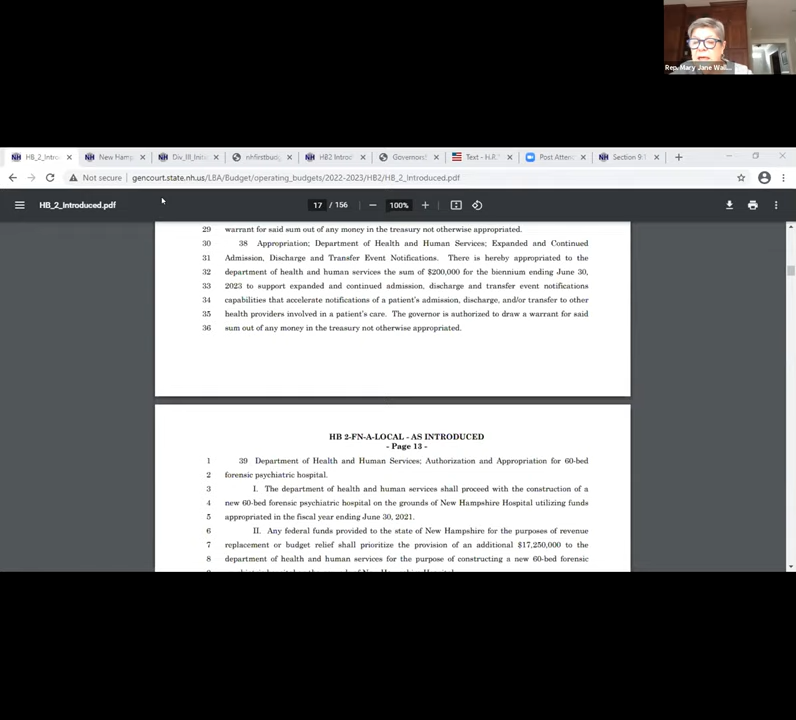 Rep. Mary Jane Wall...
HB_2_Intro
New Hamp
Div_III_Initi
nhfirstbud
HB2 Introd
Governors!
Text - H.R.
Post Atten
Section 9:1
Not secure | gencourt.state.nh.us/LBA/Budget/operating_budgets/2022-2023/HB2/HB_2_Introduced.pdf
HB_2_Introduced.pdf
17 / 156
100%
29 warrant for said sum out of any money in the treasury not otherwise appropriated.
30 38 Appropriation; Department of Health and Human Services; Expanded and Continued
31 Admission, Discharge and Transfer Event Notifications. There is hereby appropriated to the
32 department of health and human services the sum of $200,000 for the biennium ending June 30,
33 2023 to support expanded and continued admission, discharge and transfer event notifications
34 capabilities that accelerate notifications of a patient's admission, discharge, and/or transfer to other
35 health providers involved in a patient's care. The governor is authorized to draw a warrant for said
36 sum out of any money in the treasury not otherwise appropriated.
HB 2-FN-A-LOCAL - AS INTRODUCED
- Page 13 -
1 39 Department of Health and Human Services; Authorization and Appropriation for 60-bed
2 forensic psychiatric hospital.
3 I. The department of health and human services shall proceed with the construction of a
4 new 60-bed forensic psychiatric hospital on the grounds of New Hampshire Hospital utilizing funds
5 appropriated in the fiscal year ending June 30, 2021.
6 II. Any federal funds provided to the state of New Hampshire for the purposes of revenue
7 replacement or budget relief shall prioritize the provision of an additional $17,250,000 to the
8 department of health and human services for the purpose of constructing a new 60-bed forensic